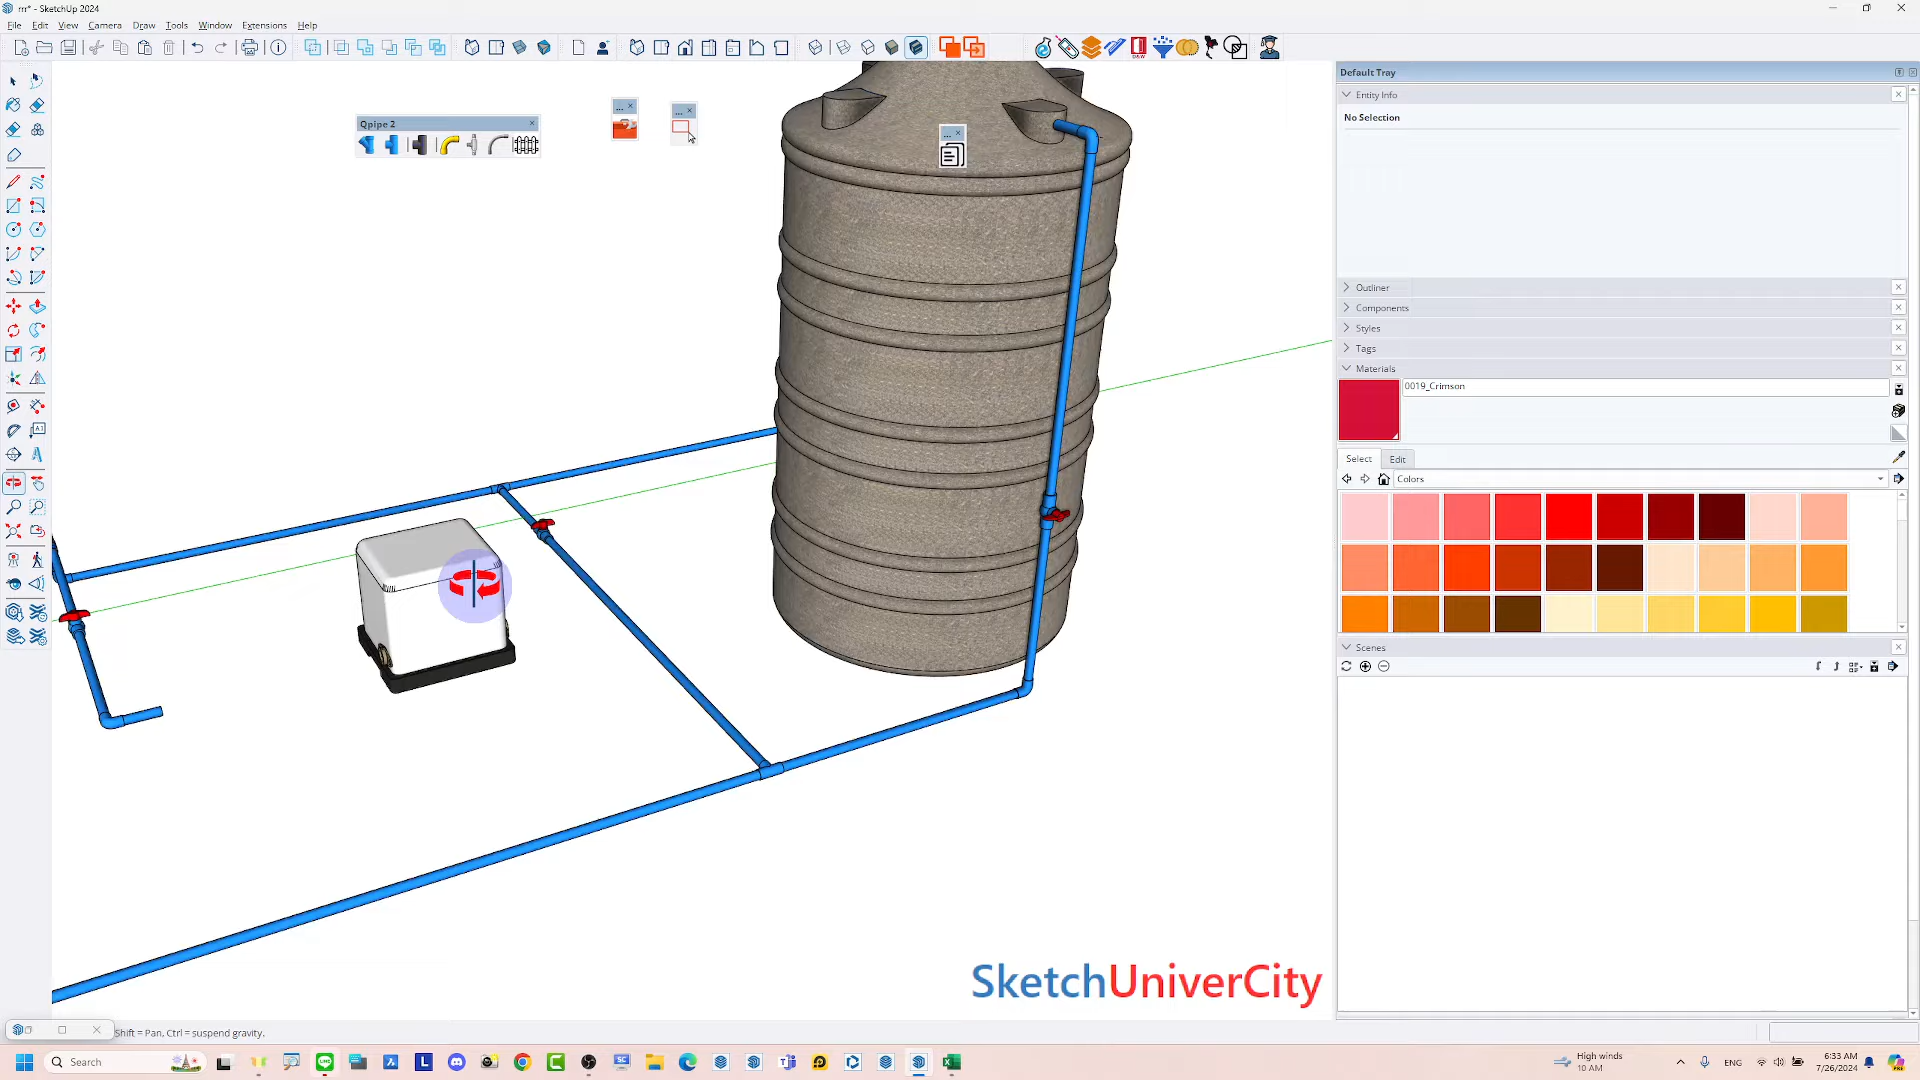 rrr* - SketchUp 2024
File Edit View Camera Draw Tools Window Extensions Help
Default Tray
Entity Info
No Selection
Qpipe 2
...
...
...
Outliner
Components
Styles
Tags
Materials
0019_Crimson
Select Edit
Colors
Scenes
SketchUniverCity
Shift = Pan, Ctrl = suspend gravity.
Search
High winds
10 AM
ENG
6:33 AM
7/26/2024